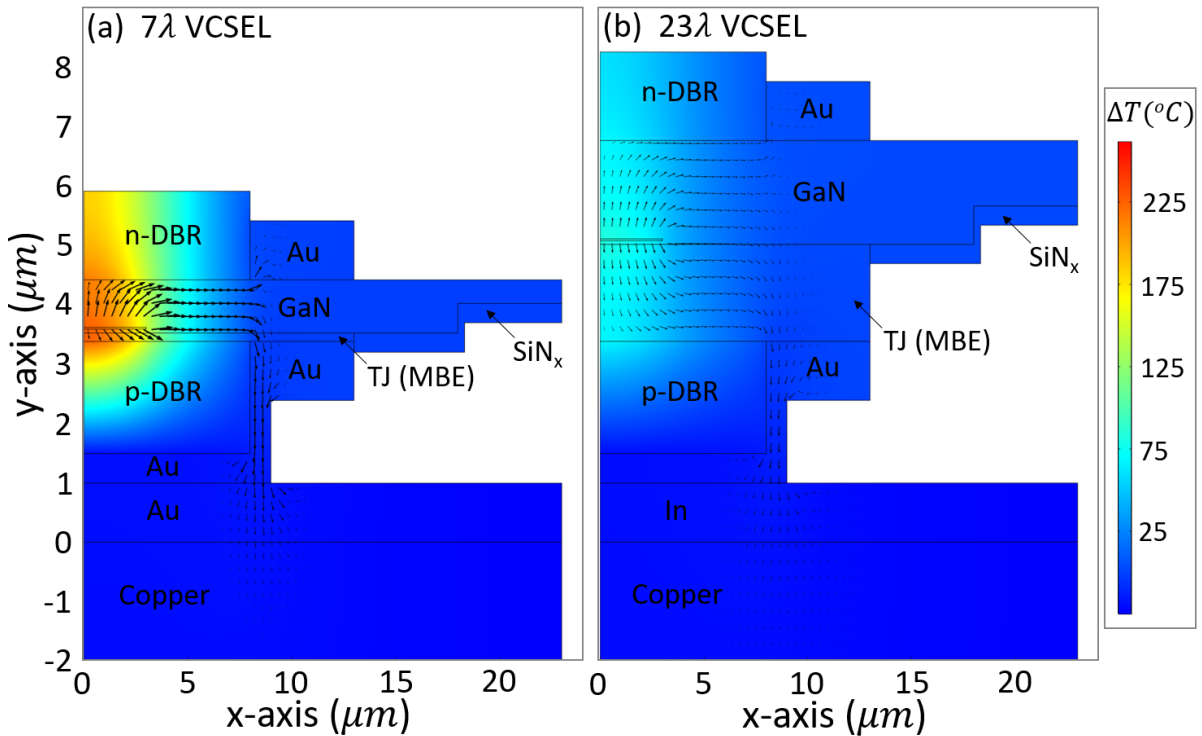 (a) 7λ VCSEL
(b) 23λ VCSEL
y-axis (μm)
8
7
6
5
4
3
2
1
0
-1
-2
n-DBR
Au
GaN
SiNx
TJ (MBE)
Au
p-DBR
Au
Au
Copper
0
5
10
15
20
x-axis (μm)
n-DBR
Au
GaN
SiNx
TJ (MBE)
Au
p-DBR
In
Copper
0
5
10
15
20
x-axis (μm)
ΔT(°C)
225
175
125
75
25